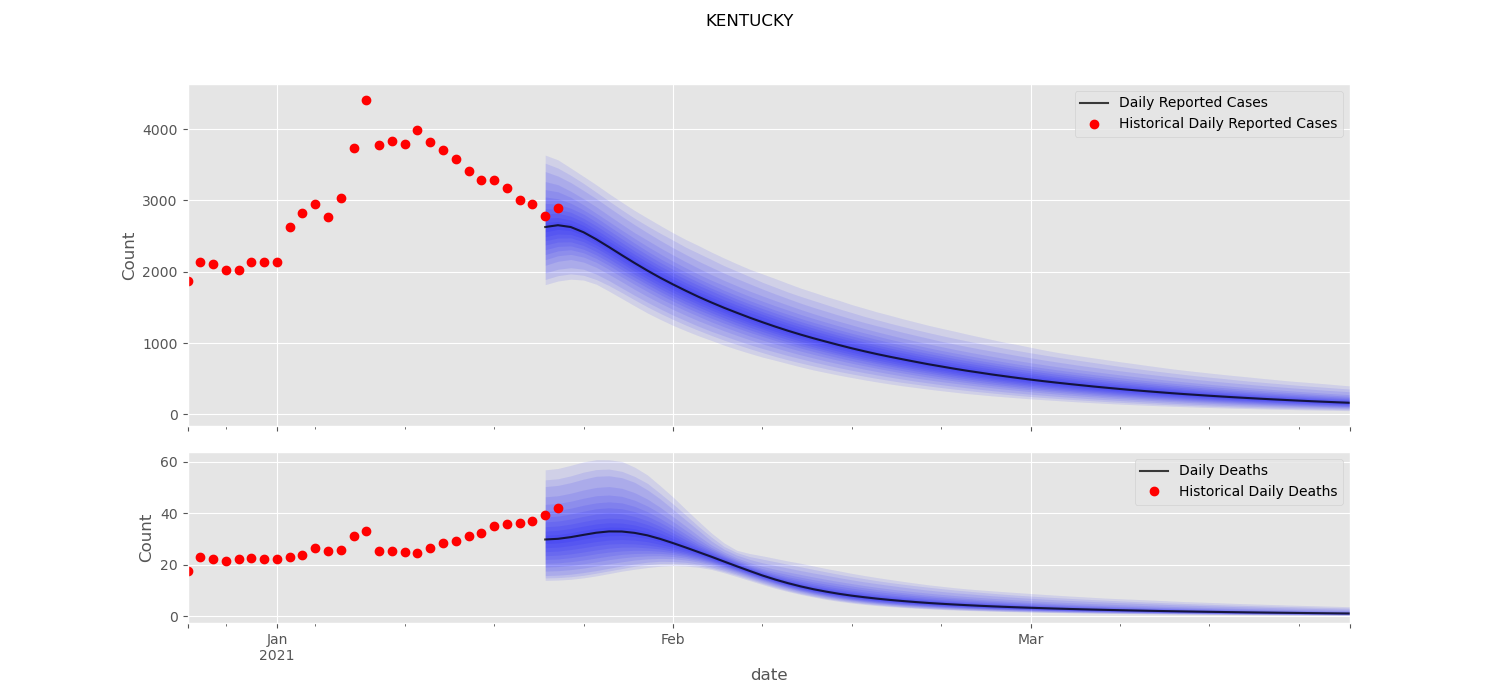 KENTUCKY
Daily Reported Cases
Historical Daily Reported Cases
Count
4000
3000
2000
1000
0
Daily Deaths
Historical Daily Deaths
Count
60
40
20
0
Jan
2021
Feb
Mar
date